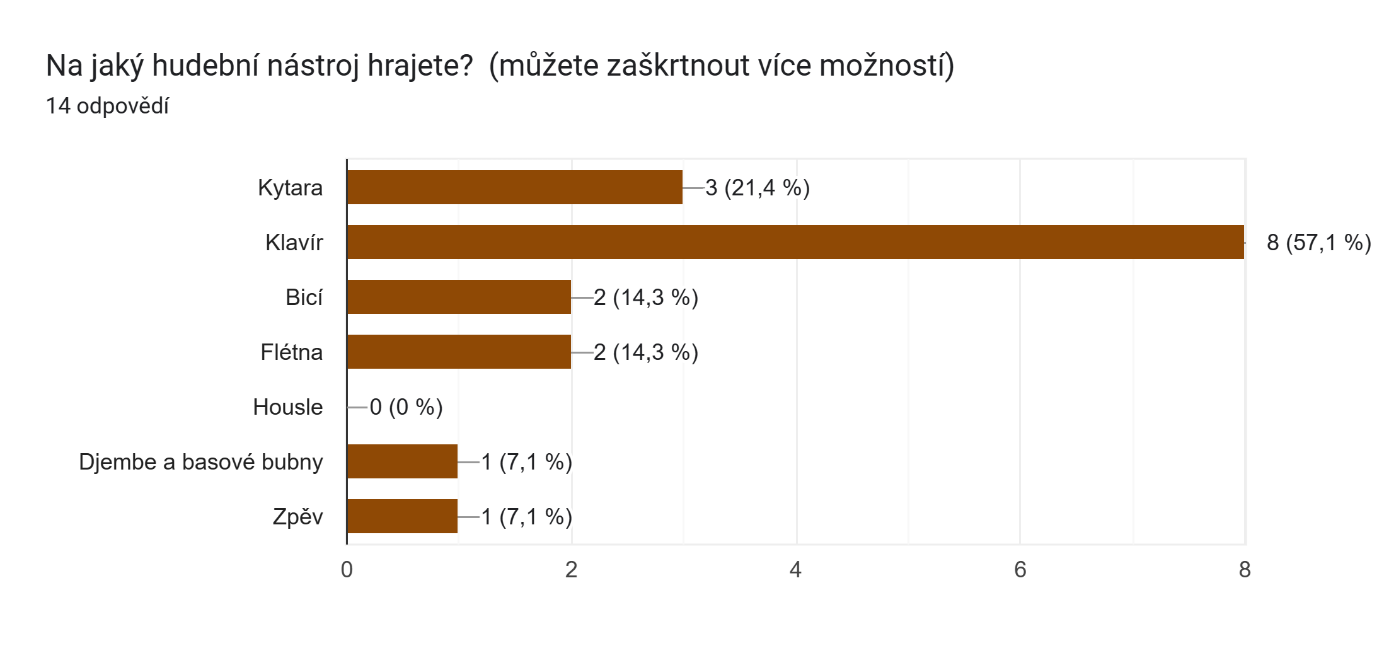 Na jaký hudební nástroj hrajete?  (můžete zaškrtnout více možností)
14 odpovědí
Kytara 3 (21,4 %)
Klavír 8 (57,1 %)
Bicí 2 (14,3 %)
Flétna 2 (14,3 %)
Housle 0 (0 %)
Djembe a basové bubny 1 (7,1 %)
Zpěv 1 (7,1 %)
0 2 4 6 8